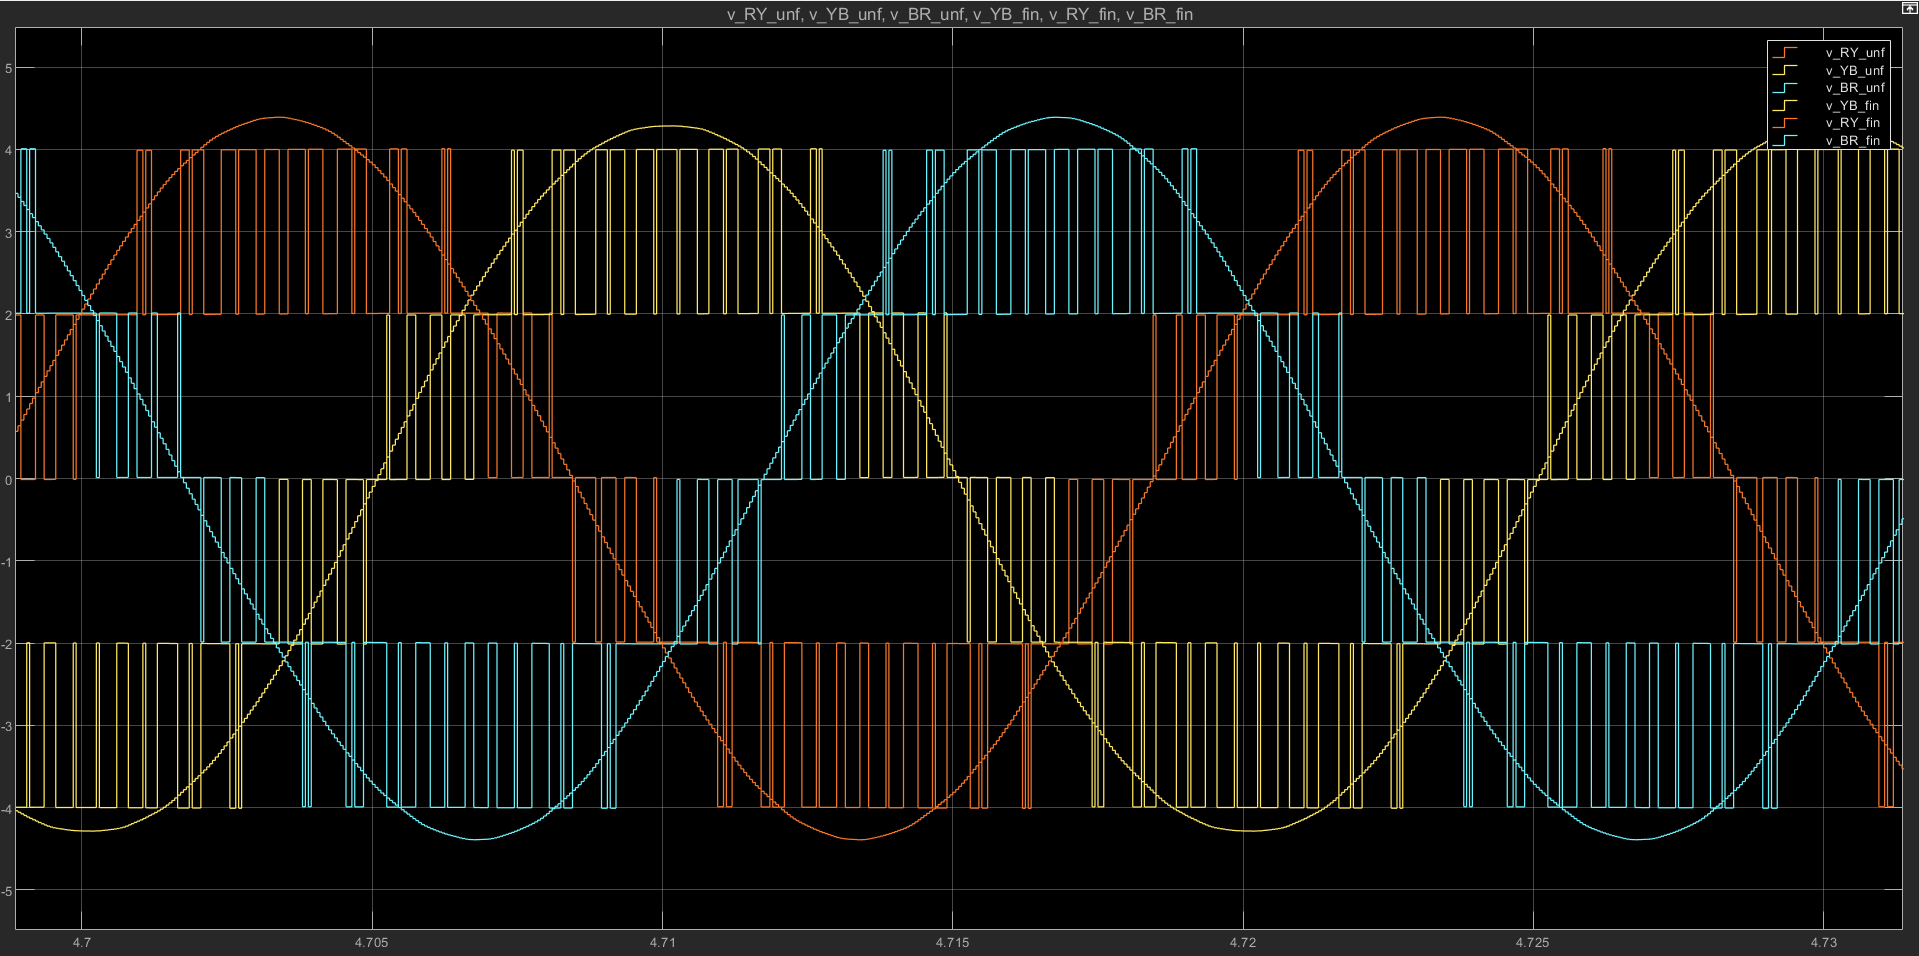 v_RY_unf, v_YB_unf, v_BR_unf, v_YB_fin, v_RY_fin, v_BR_fin
v_RY_unf
v_YB_unf
v_BR_unf
v_YB_fin
v_RY_fin
v_BR_fin
5
4
3
2
1
0
-1
-2
-3
-4
-5
4.7 4.705 4.71 4.715 4.72 4.725 4.73